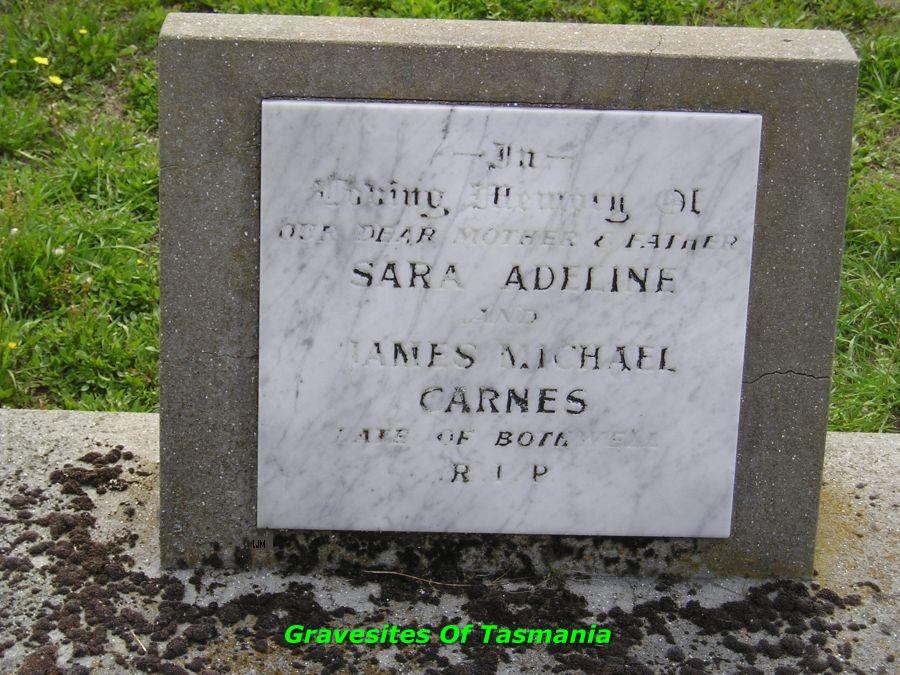 In
Loving Memory Of
OUR DEAR MOTHER & FATHER
SARA ADELINE
AND
JAMES MICHAEL
CARNES
LATE OF BOTHWELL
R I P
IJM
Gravesites Of Tasmania